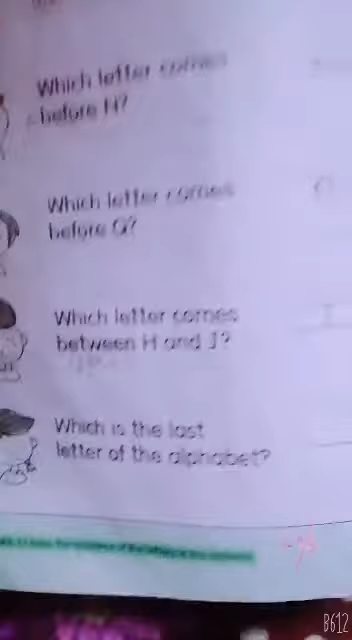 Which letter comes
before H?
Which letter comes
before G?
Which letter comes
between H and J?
Which is the last
letter of the alphabet?
I
B612